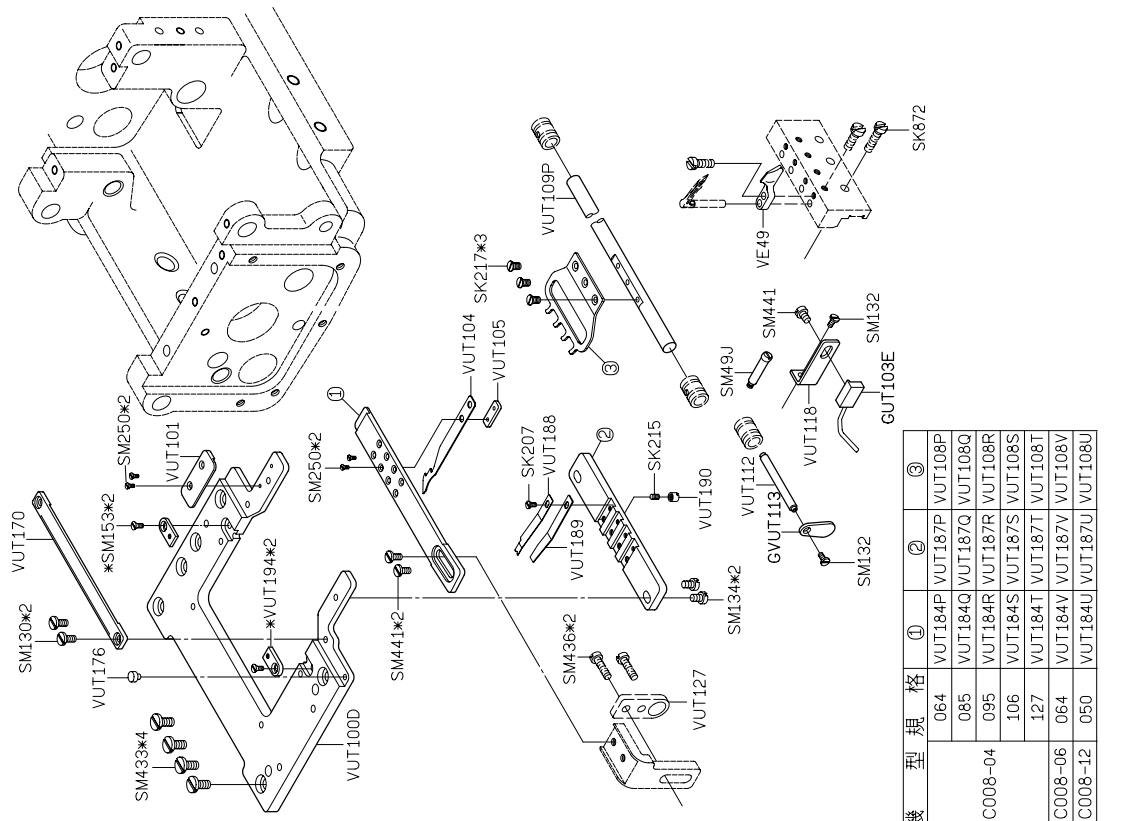 VUT170
SM130*2
VUT176
SM433*4
VUT100D
*SM153*2
SM250*2
VUT101
*VUT194*2
①
SM250*2
SM441*2
VUT104
VUT105
SK207
VUT188
VUT189
②
SK215
VUT190
SM134*2
SM436*2
VUT127
SK217*3
VUT109P
③
VE49
SK872
SM49J
SM441
SM132
VUT118
GUT103E
VUT112
GVUT113
SM132
機 型 規 格 ① ② ③
C008-04 064 VUT184P VUT187P VUT108P
085 VUT184Q VUT187Q VUT108Q
095 VUT184R VUT187R VUT108R
106 VUT184S VUT187S VUT108S
127 VUT184T VUT187T VUT108T
C008-06 064 VUT184V VUT187V VUT108V
C008-12 050 VUT184U VUT187U VUT108U